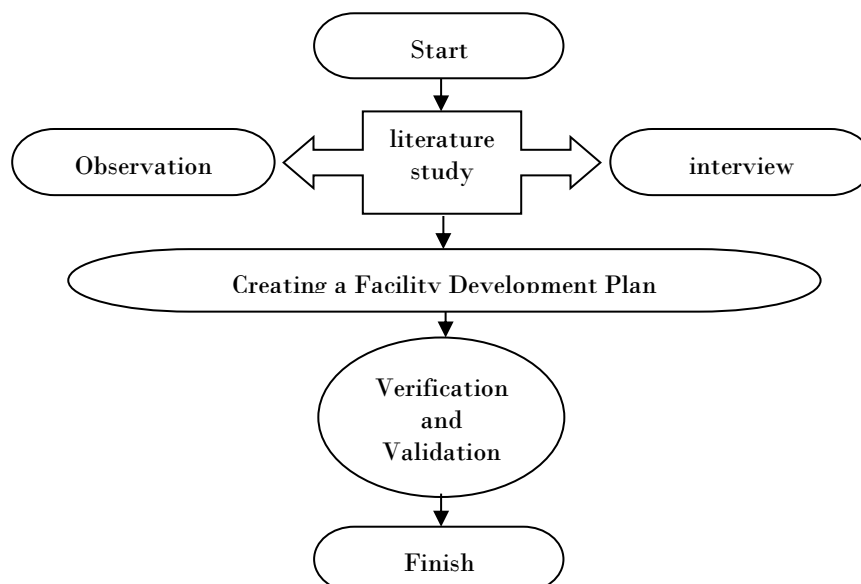 Start
literature
study
Observation
interview
Creating a Facility Development Plan
Verification
and
Validation
Finish